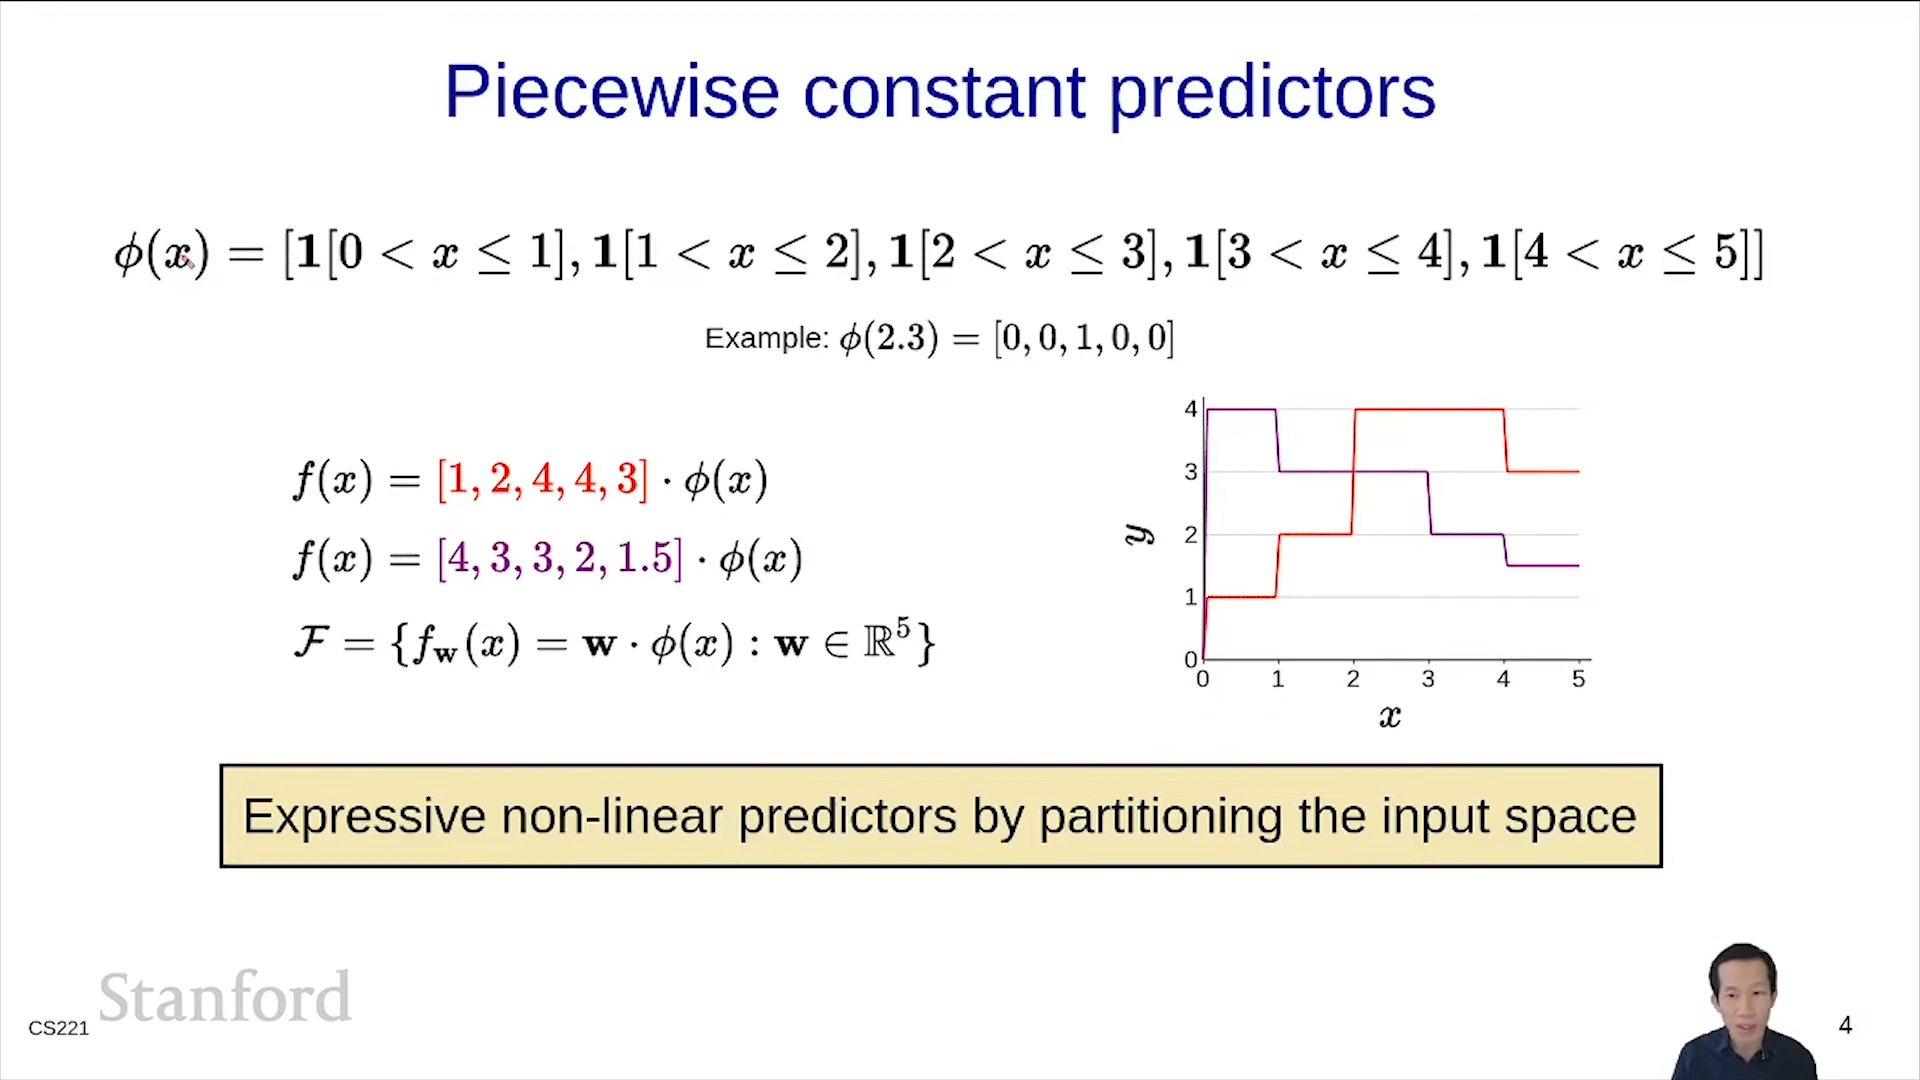 Piecewise constant predictors
ϕ(x) = [1[0 < x ≤ 1], 1[1 < x ≤ 2], 1[2 < x ≤ 3], 1[3 < x ≤ 4], 1[4 < x ≤ 5]]
Example: ϕ(2.3) = [0, 0, 1, 0, 0]
f(x) = [1, 2, 4, 4, 3] · ϕ(x)
f(x) = [4, 3, 3, 2, 1.5] · ϕ(x)
ℱ = {f_w(x) = w · ϕ(x) : w ∈ ℝ⁵}
4
3
2
1
0
y
0 1 2 3 4 5
x
Expressive non-linear predictors by partitioning the input space
Stanford
CS221
4